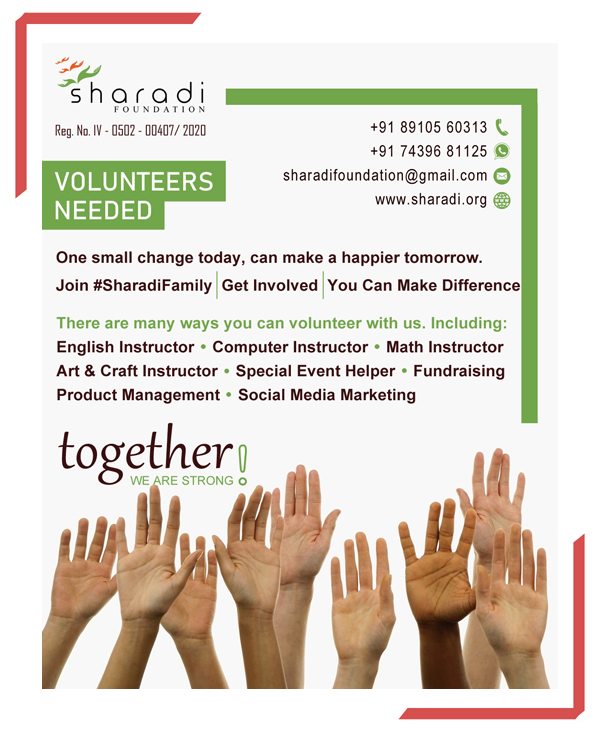 sharadi
FOUNDATION
Reg. No. IV - 0502 - 00407/ 2020
+91 89105 60313
+91 74396 81125
sharadifoundation@gmail.com
www.sharadi.org
VOLUNTEERS
NEEDED
One small change today, can make a happier tomorrow.
Join #SharadiFamily Get Involved You Can Make Difference
There are many ways you can volunteer with us. Including:
English Instructor • Computer Instructor • Math Instructor
Art & Craft Instructor • Special Event Helper • Fundraising
Product Management • Social Media Marketing
together!
WE ARE STRONG